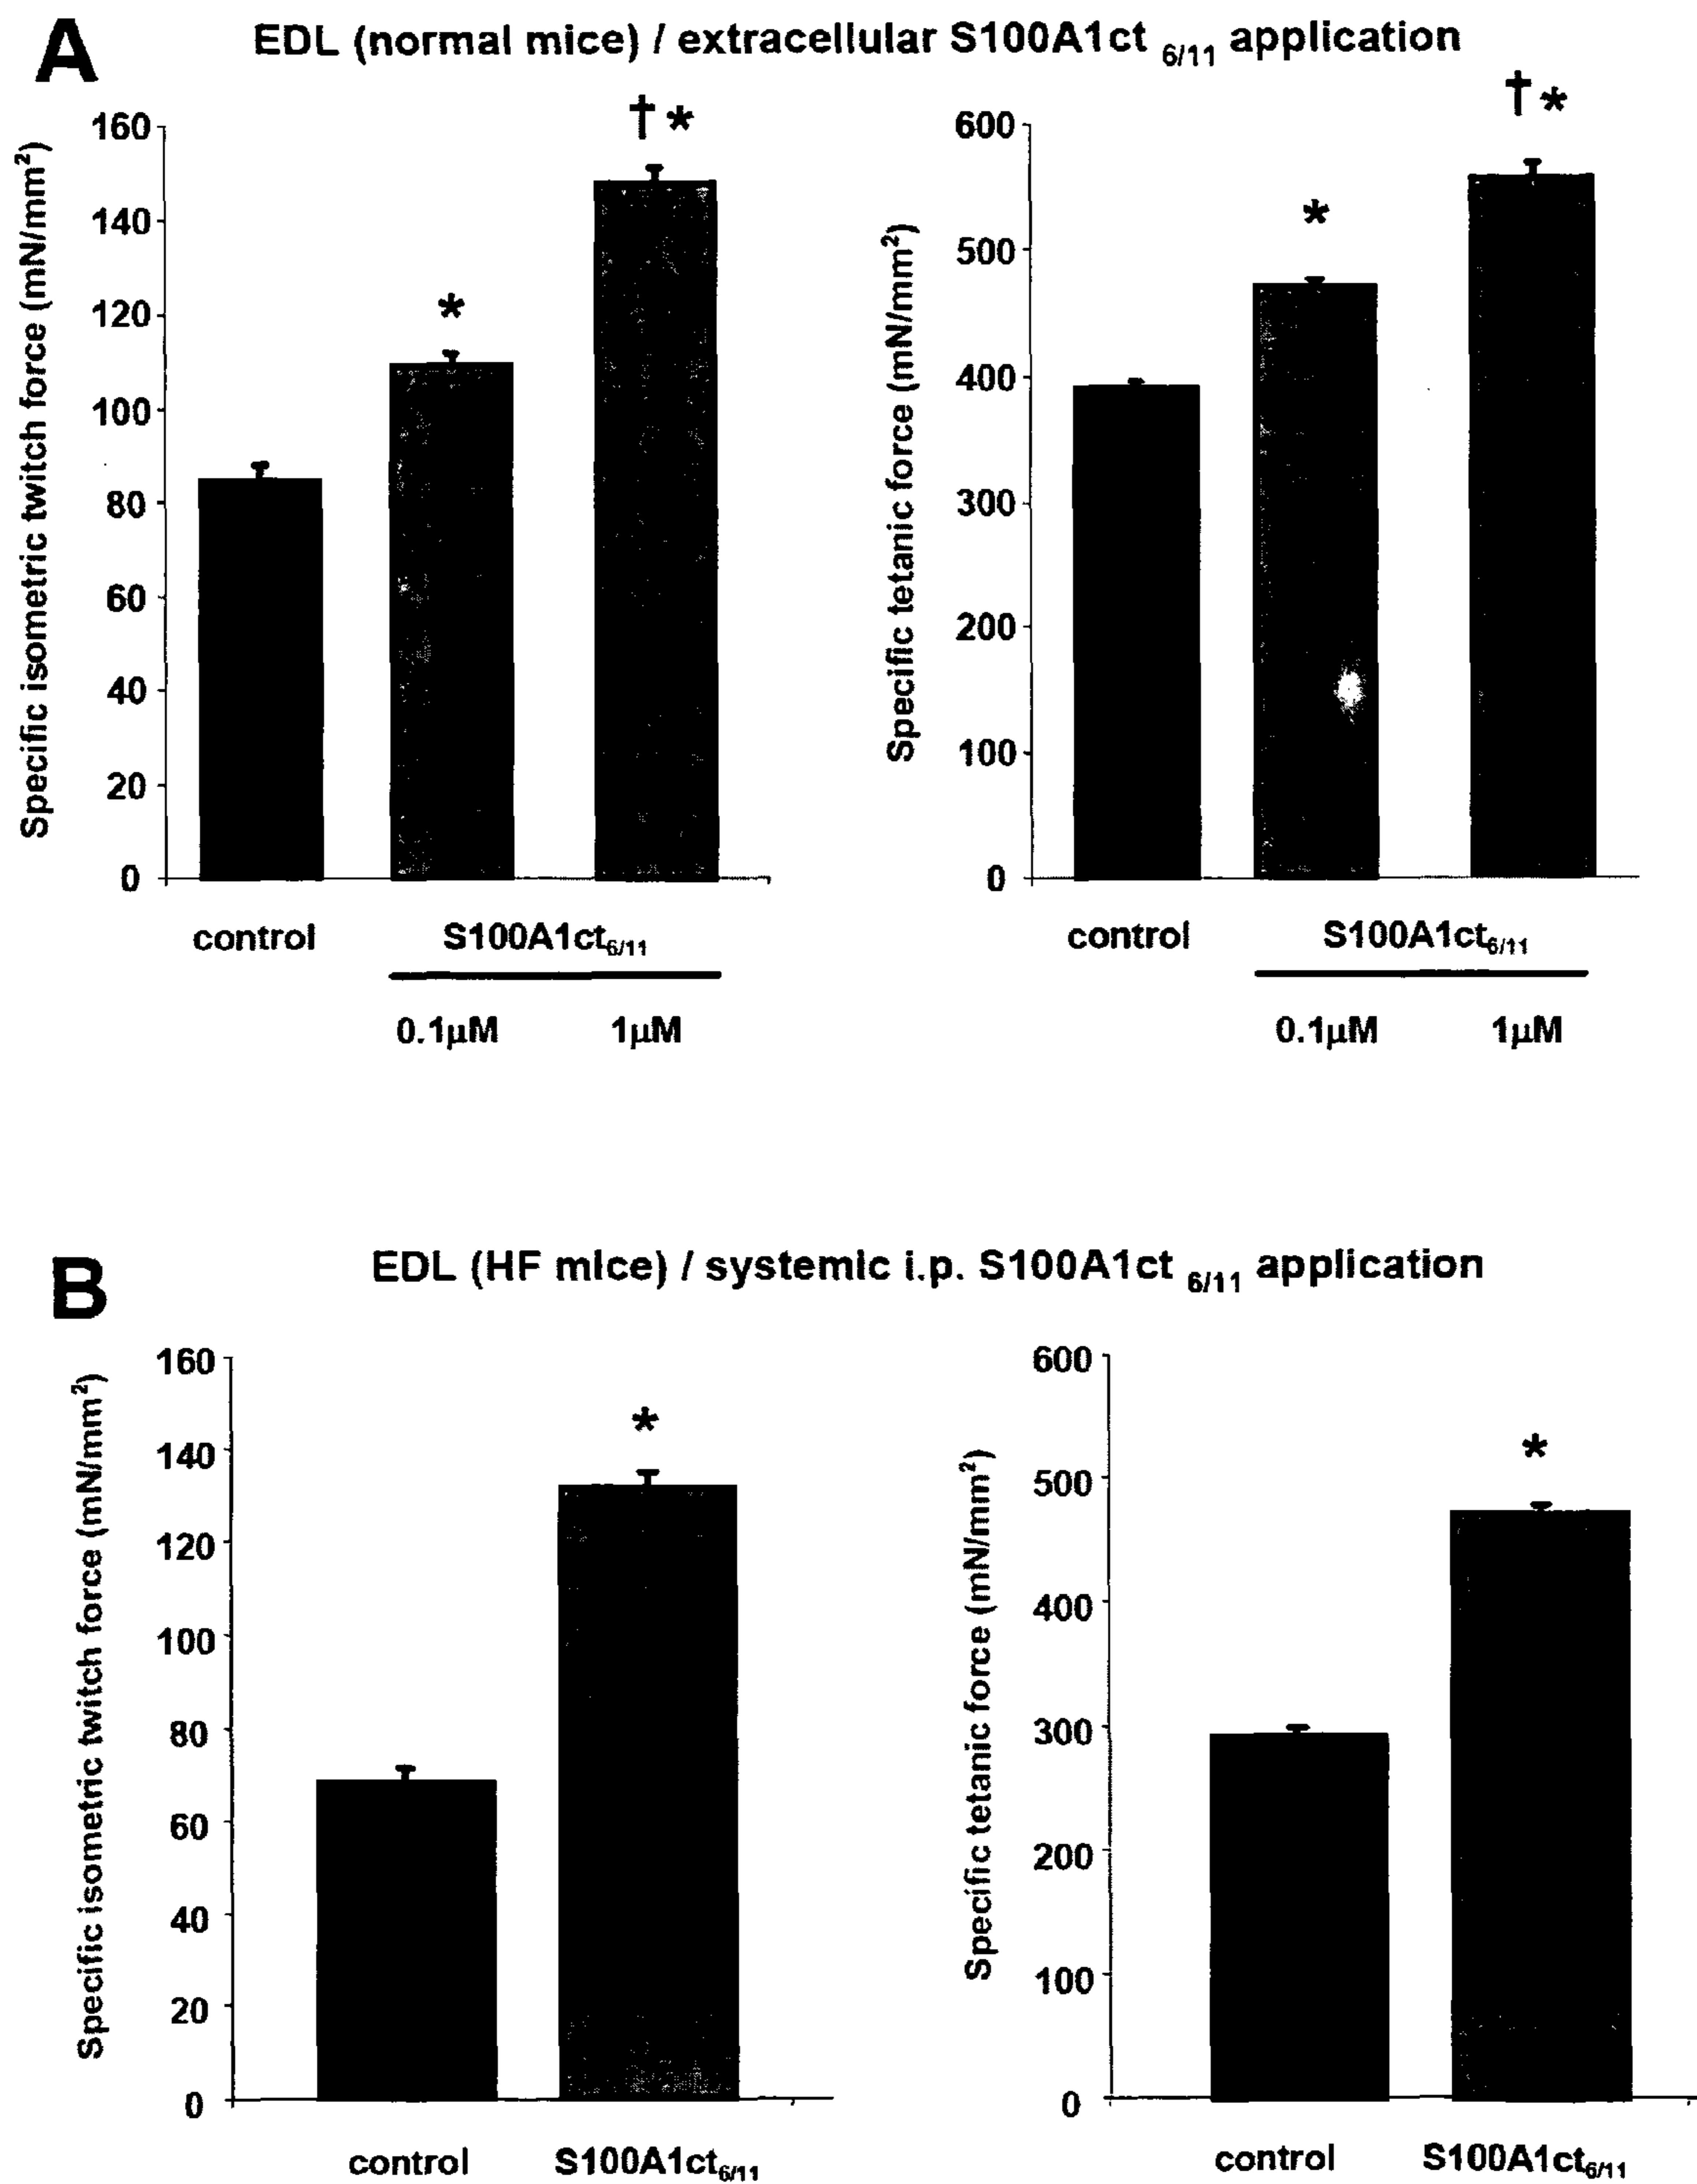 A
EDL (normal mice) / extracellular S100A1ct 6/11 application
Specific isometric twitch force (mN/mm²)
160
140
120
100
80
60
40
20
0
*
†*
control
S100A1ct6/11
0.1µM
1µM
Specific tetanic force (mN/mm²)
600
500
400
300
200
100
0
*
†*
control
S100A1ct6/11
0.1µM
1µM
B
EDL (HF mice) / systemic i.p. S100A1ct 6/11 application
Specific isometric twitch force (mN/mm²)
160
140
120
100
80
60
40
20
0
*
control
S100A1ct6/11
Specific tetanic force (mN/mm²)
600
500
400
300
200
100
0
*
control
S100A1ct6/11